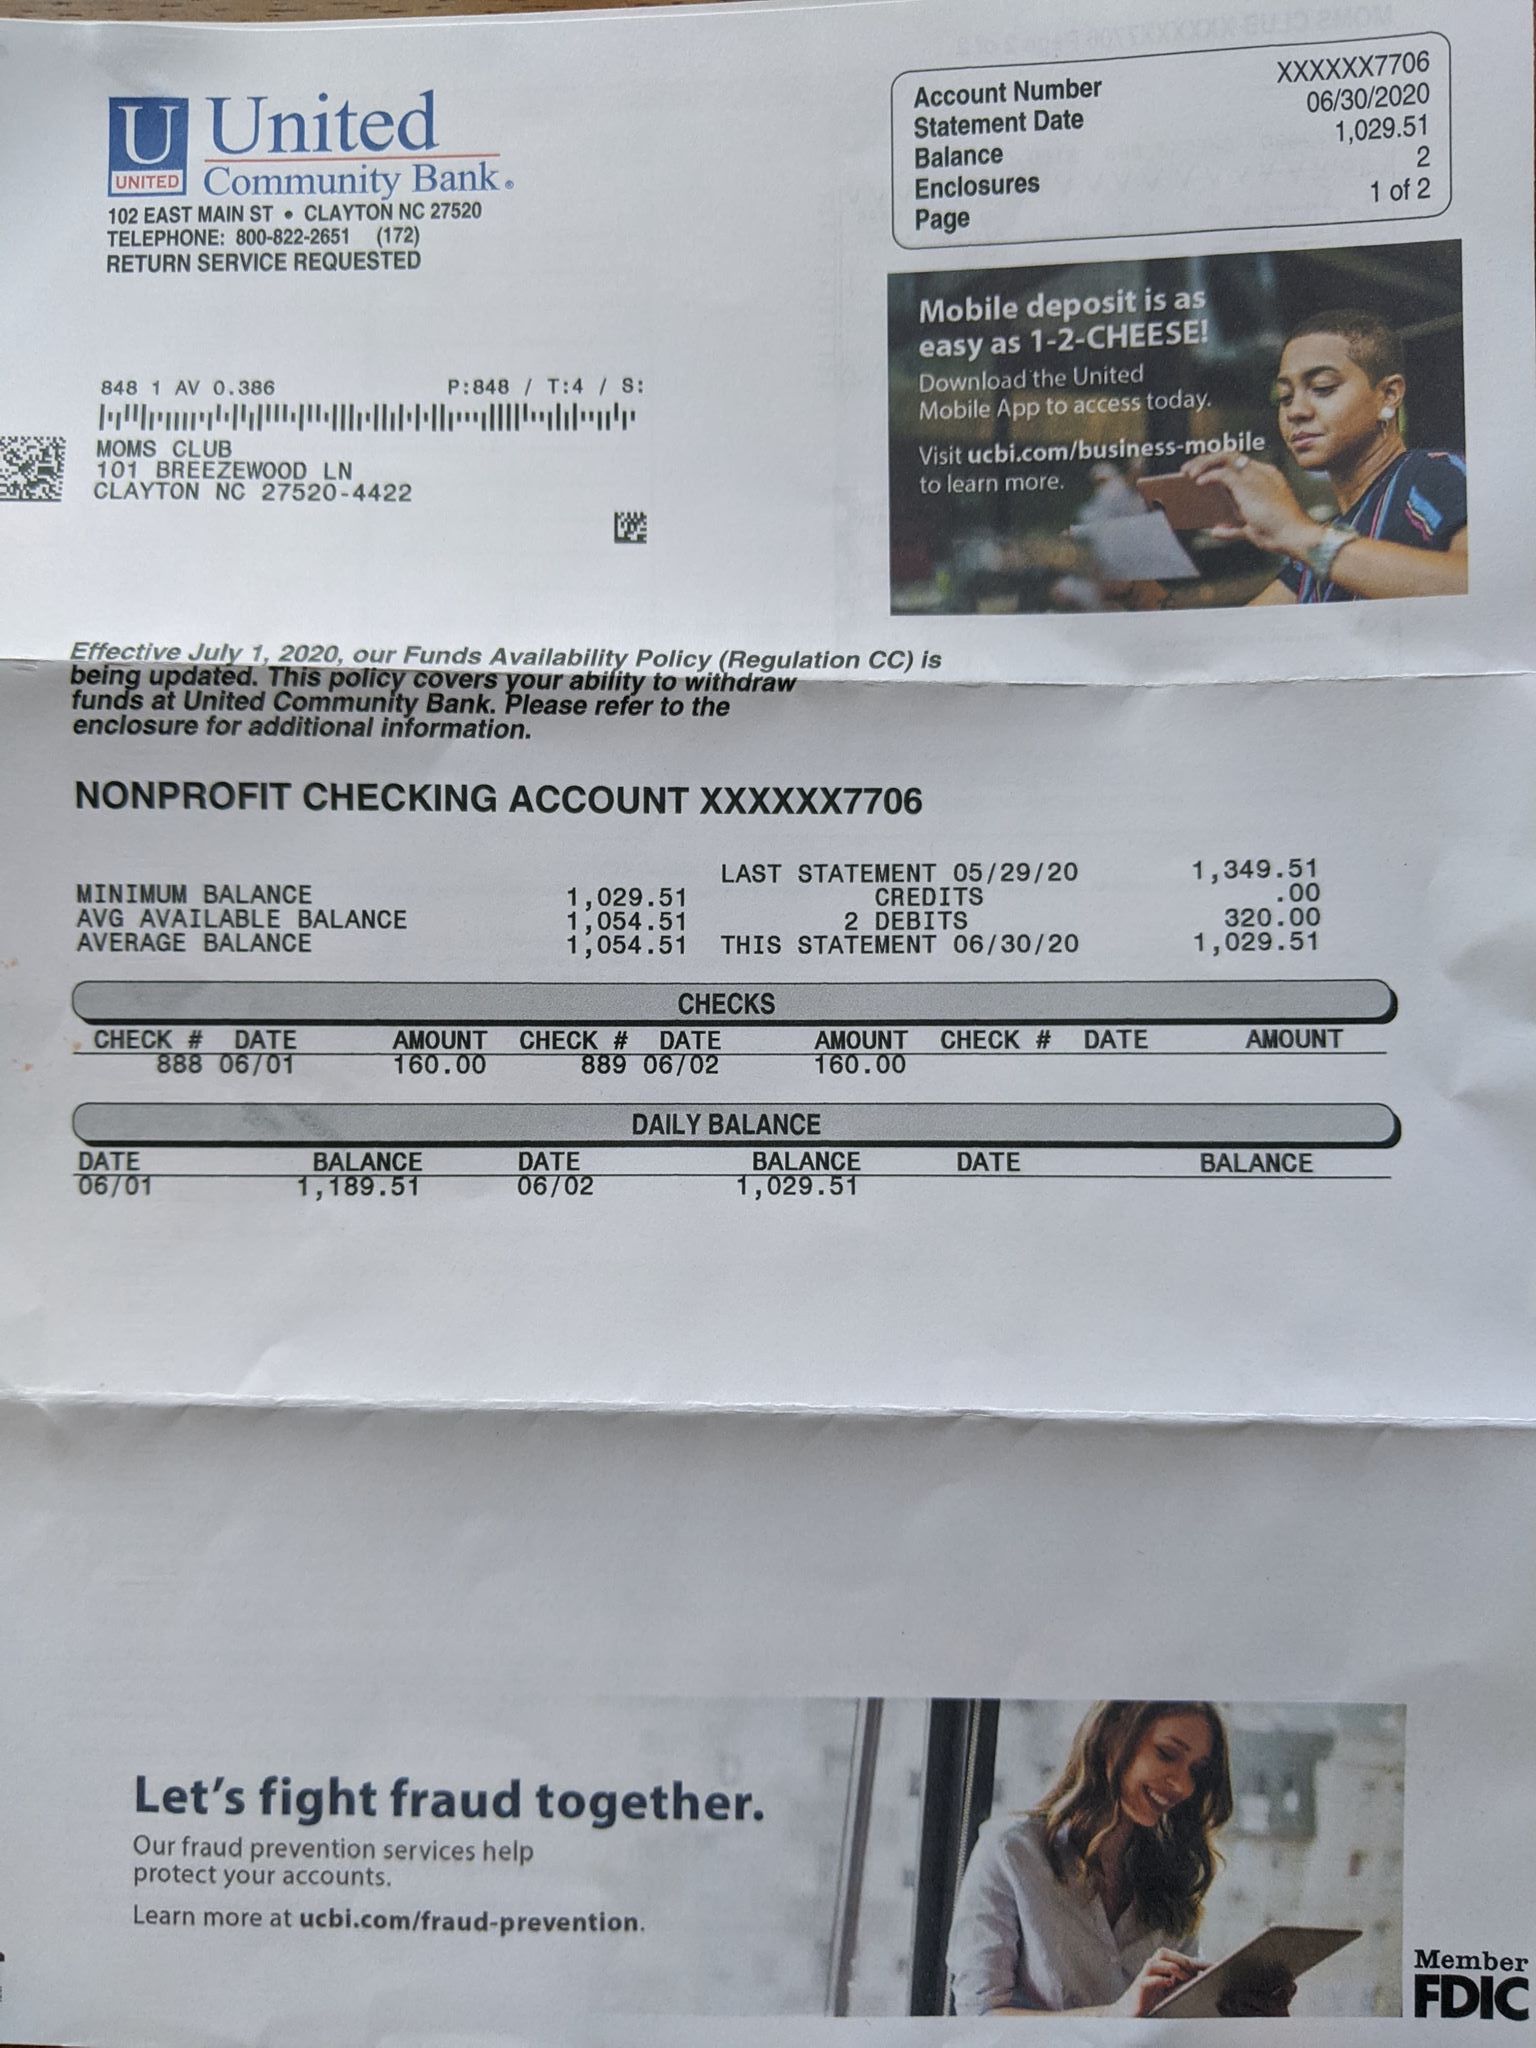 U UNITED
United
Community Bank.
102 EAST MAIN ST • CLAYTON NC 27520
TELEPHONE: 800-822-2651 (172)
RETURN SERVICE REQUESTED
Account Number XXXXXX7706
Statement Date 06/30/2020
Balance 1,029.51
Enclosures 2
Page 1 of 2
Mobile deposit is as
easy as 1-2-CHEESE!
Download the United
Mobile App to access today.
Visit ucbi.com/business-mobile
to learn more.
848 1 AV 0.386 P:848 / T:4 / S:
MOMS CLUB
101 BREEZEWOOD LN
CLAYTON NC 27520-4422
Effective July 1, 2020, our Funds Availability Policy (Regulation CC) is
being updated. This policy covers your ability to withdraw
funds at United Community Bank. Please refer to the
enclosure for additional information.
NONPROFIT CHECKING ACCOUNT XXXXXX7706
LAST STATEMENT 05/29/20 1,349.51
MINIMUM BALANCE 1,029.51 CREDITS .00
AVG AVAILABLE BALANCE 1,054.51 2 DEBITS 320.00
AVERAGE BALANCE 1,054.51 THIS STATEMENT 06/30/20 1,029.51
CHECKS
CHECK # DATE AMOUNT CHECK # DATE AMOUNT CHECK # DATE AMOUNT
888 06/01 160.00 889 06/02 160.00
DAILY BALANCE
DATE BALANCE DATE BALANCE DATE BALANCE
06/01 1,189.51 06/02 1,029.51
Let's fight fraud together.
Our fraud prevention services help
protect your accounts.
Learn more at ucbi.com/fraud-prevention.
Member
FDIC